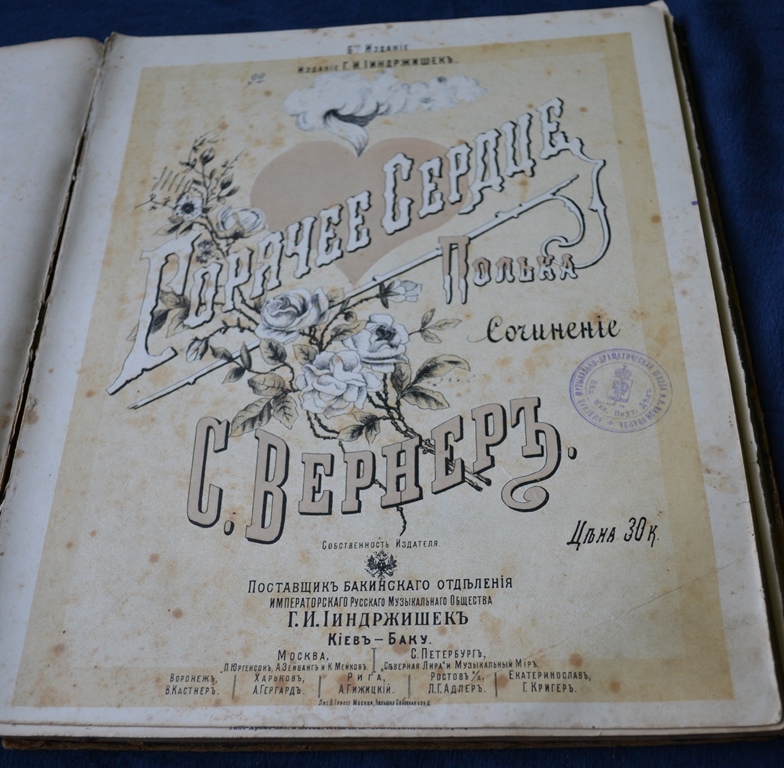 6ое Изданіе
Изданіе Г.И.Іиндржишекъ.
Горячее Сердце
Полька
Сочиненіе
С. Вернеръ.
Цѣна 30 к.
Собственность Издателя.
Поставщикъ Бакинскаго отдѣленія
Императорскаго Русскаго Музыкальнаго Общества
Г.И.Іиндржишекъ
Кіевъ–Баку.
Москва, С.Петербургъ,
П.Юргенсонъ, А.Зейвангъ и К.Мейковъ. „Сѣверная Лира" и Музыкальный Міръ.
Воронежъ, Харьковъ, Рига, Ростовъ н/Д, Екатеринославъ,
В.Кастнеръ. А.Гергардъ. А.Гижицкій. Л.Г.Адлеръ. Г.Кригеръ.